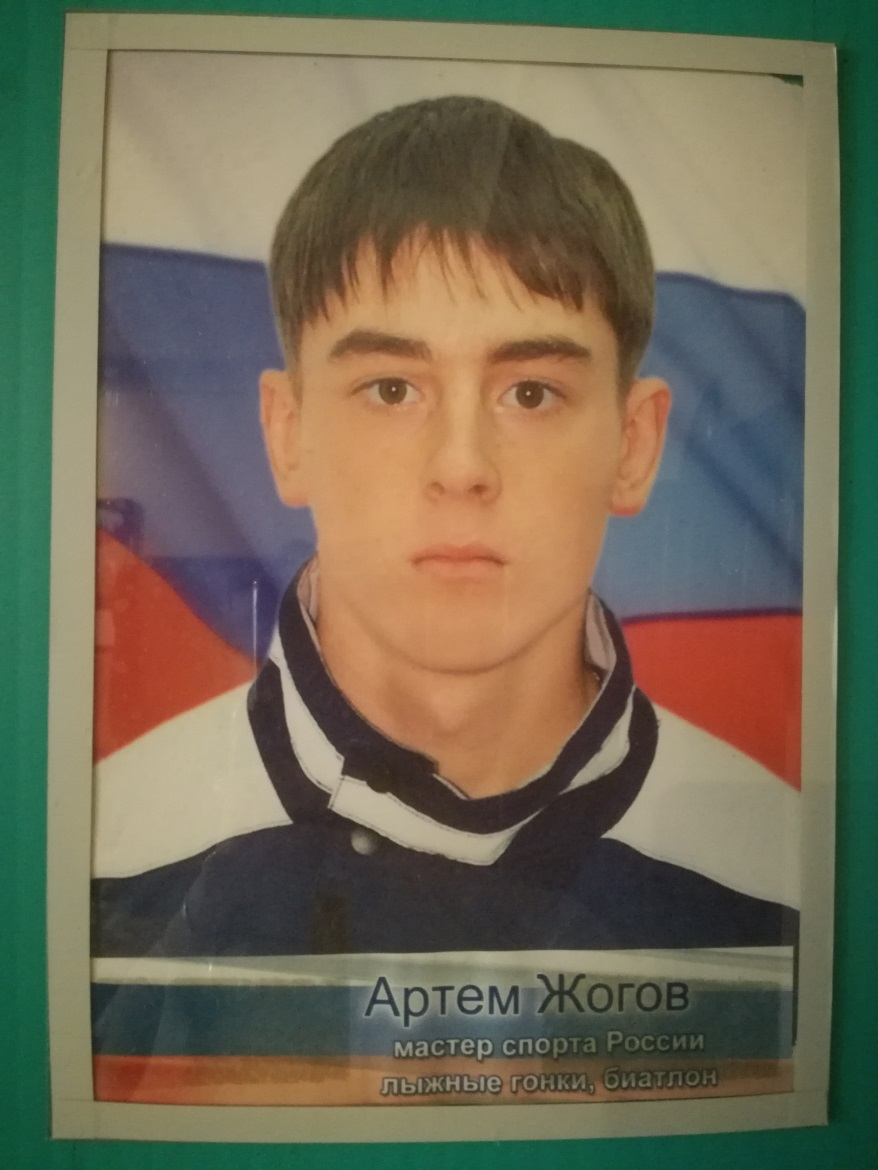 Артем Жогов
мастер спорта России
лыжные гонки, биатлон